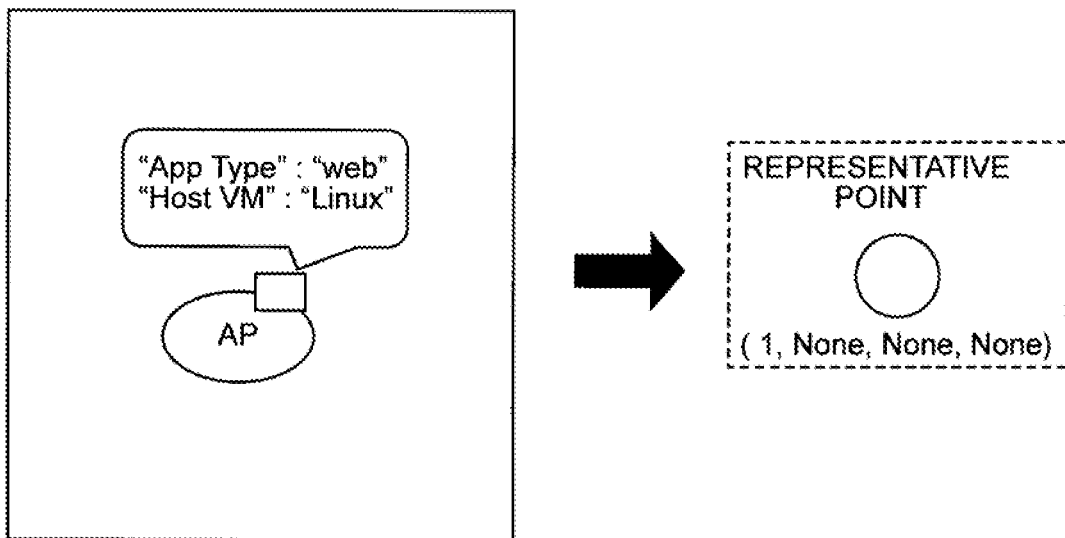 “App Type” : “web”
“Host VM” : “Linux”
AP
REPRESENTATIVE
POINT
( 1, None, None, None)